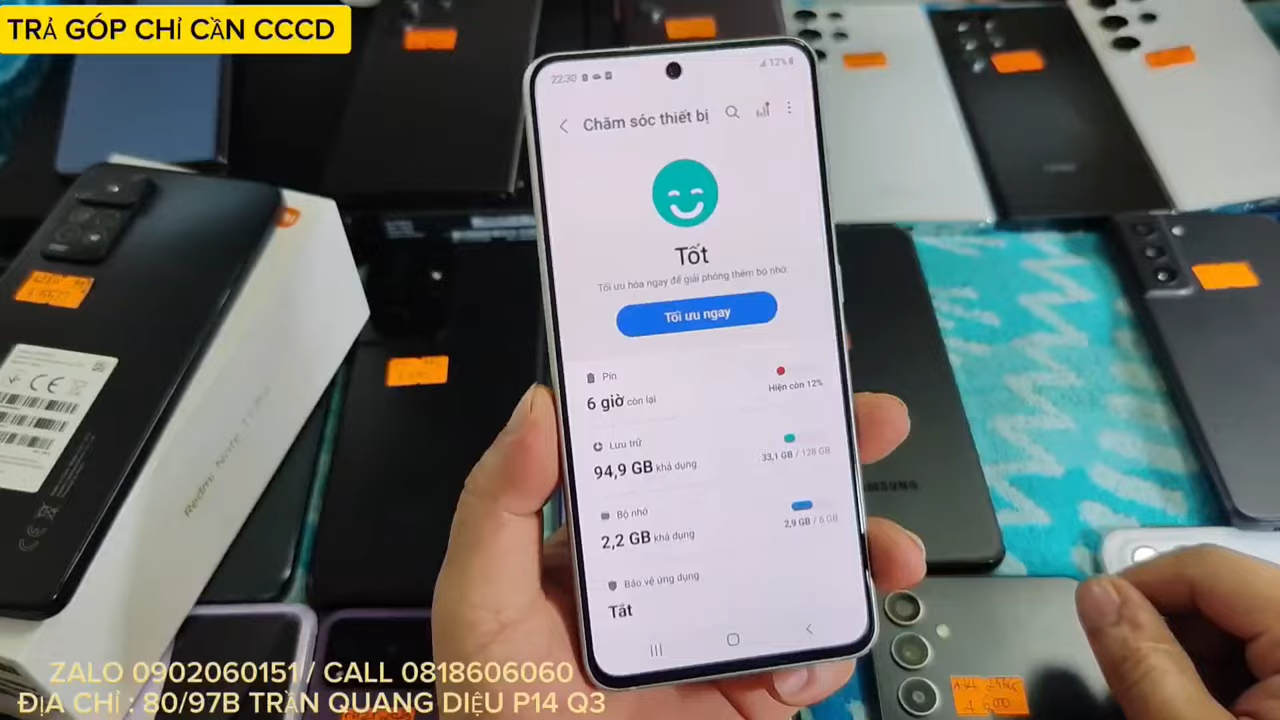 TRẢ GÓP CHỈ CẦN CCCD
22:30
12%
Chăm sóc thiết bị
Tốt
Tối ưu hóa ngay để giải phóng thêm bộ nhớ.
Tối ưu ngay
Pin
6 giờ còn lại
Hiện còn 12%
Lưu trữ
94,9 GB khả dụng
33,1 GB / 128 GB
Bộ nhớ
2,2 GB khả dụng
2,9 GB / 6 GB
Bảo vệ ứng dụng
Tắt
Redmi Note 11 Pro
SAMSUNG
ZALO 0902060151 / CALL 0818606060
ĐỊA CHỈ : 80/97B TRẦN QUANG DIỆU P14 Q3